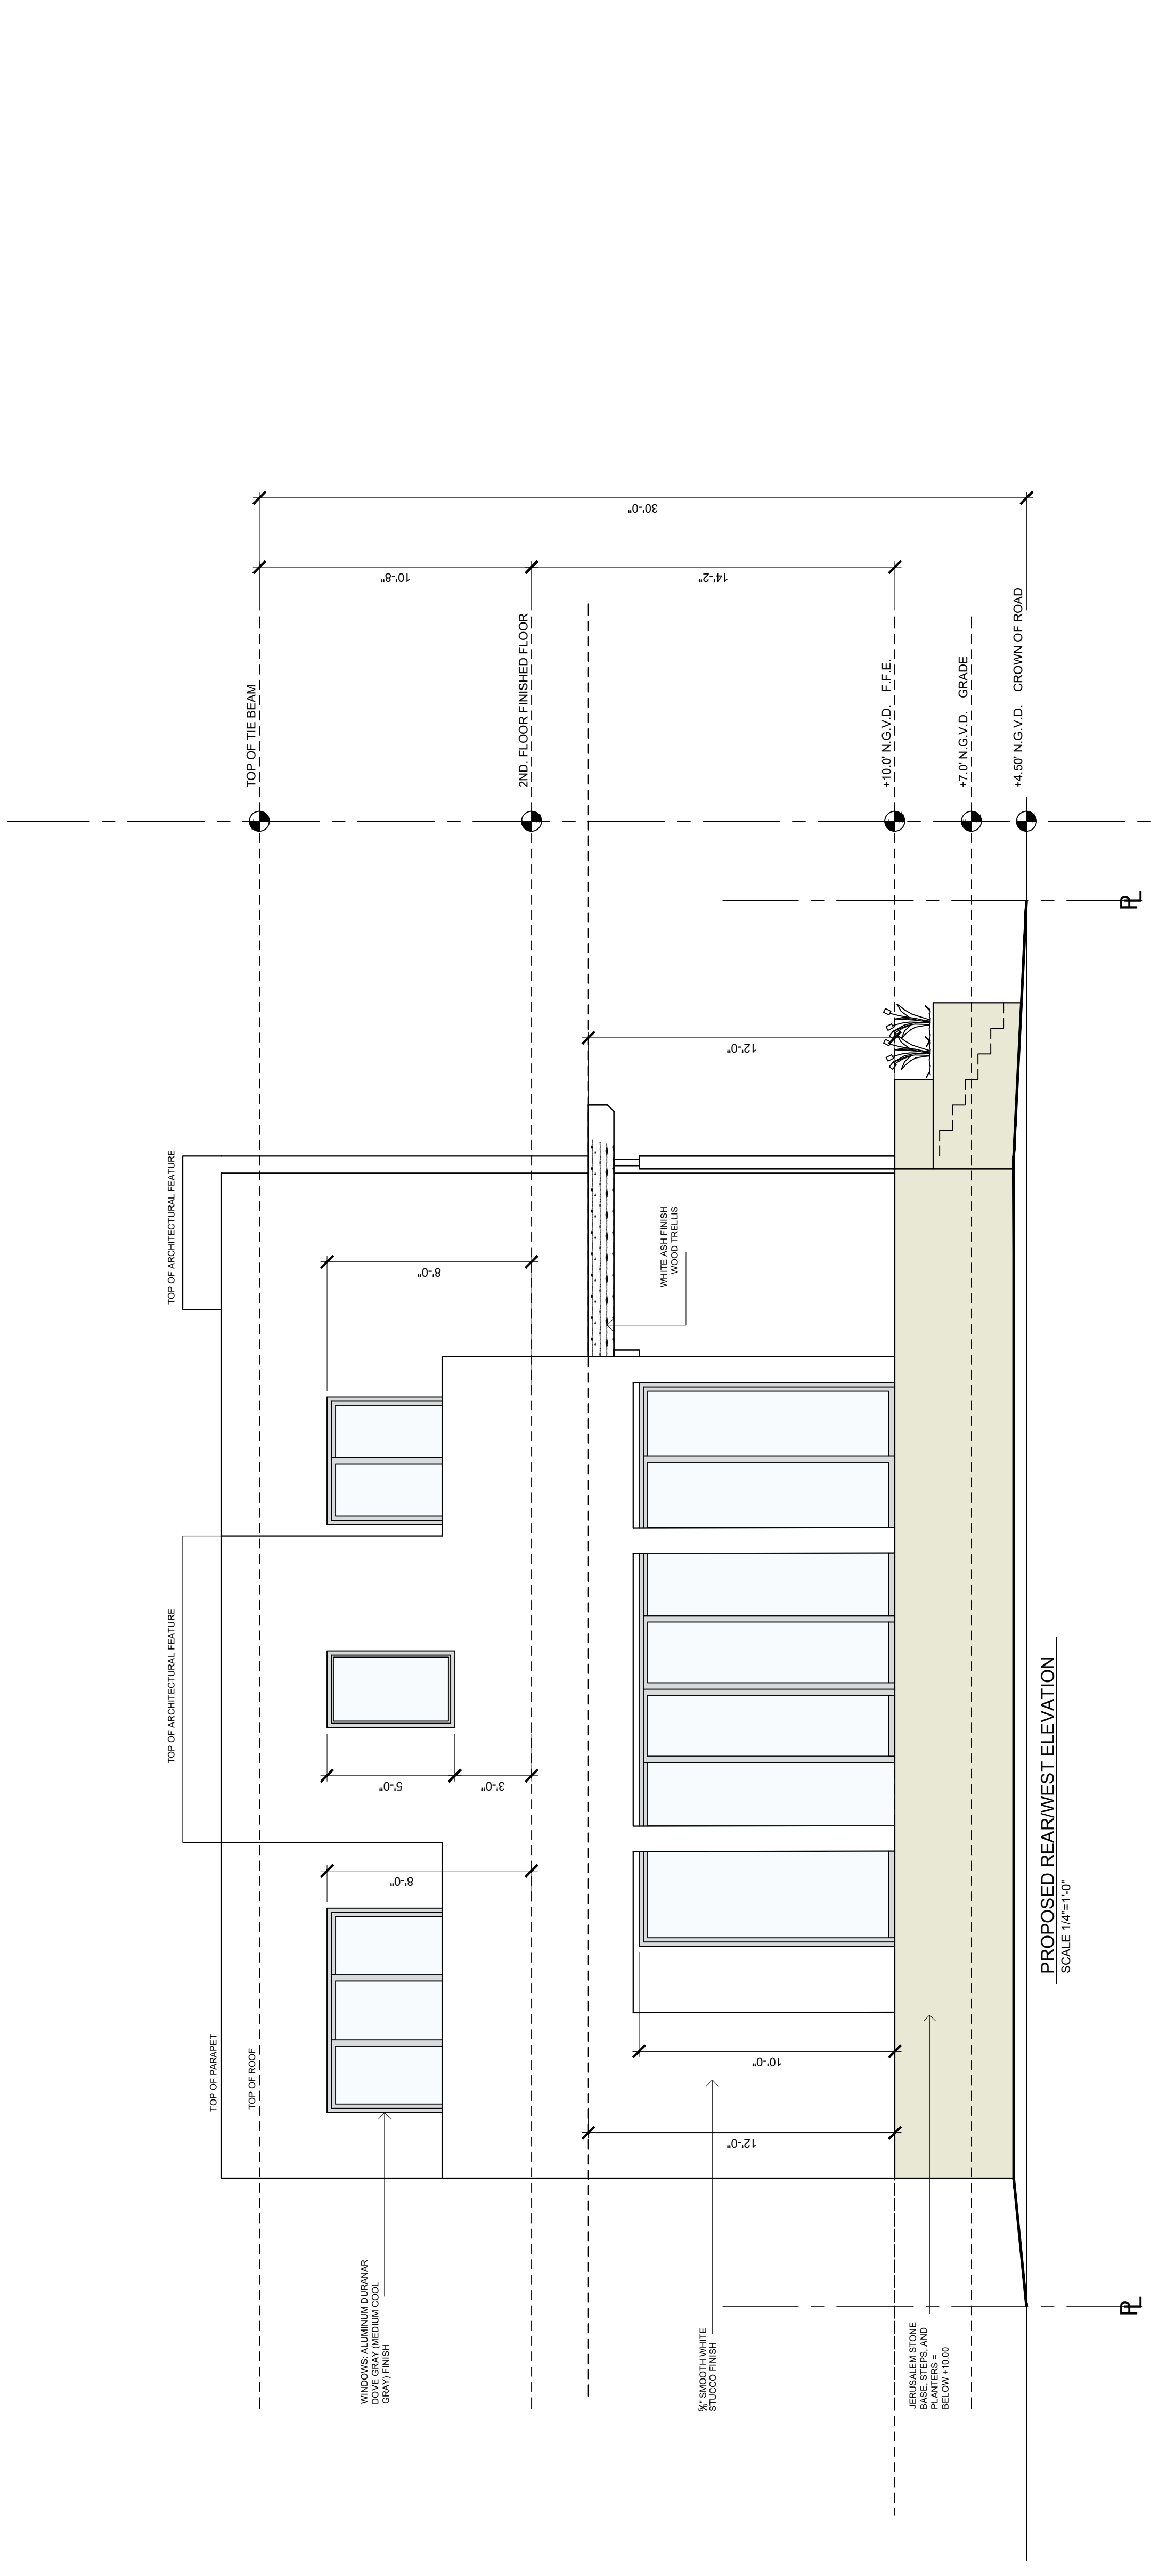 TOP OF ARCHITECTURAL FEATURE
TOP OF ARCHITECTURAL FEATURE
TOP OF PARAPET
TOP OF ROOF
TOP OF TIE BEAM
2ND. FLOOR FINISHED FLOOR
+10.0' N.G.V.D. F.F.E.
+7.0' N.G.V.D. GRADE
+4.50' N.G.V.D. CROWN OF ROAD
30'-0"
10'-8"
14'-2"
12'-0"
8'-0"
5'-0"
3'-0"
8'-0"
10'-0"
12'-0"
WHITE ASH FINISH
WOOD TRELLIS
WINDOWS: ALUMINUM DURANAR
DOVE GRAY (MEDIUM COOL
GRAY) FINISH
⅝" SMOOTH WHITE
STUCCO FINISH
JERUSALEM STONE
BASE, STEPS, AND
PLANTERS =
BELOW +10.00
PL
PL
PROPOSED REAR/WEST ELEVATION
SCALE 1/4"=1'-0"